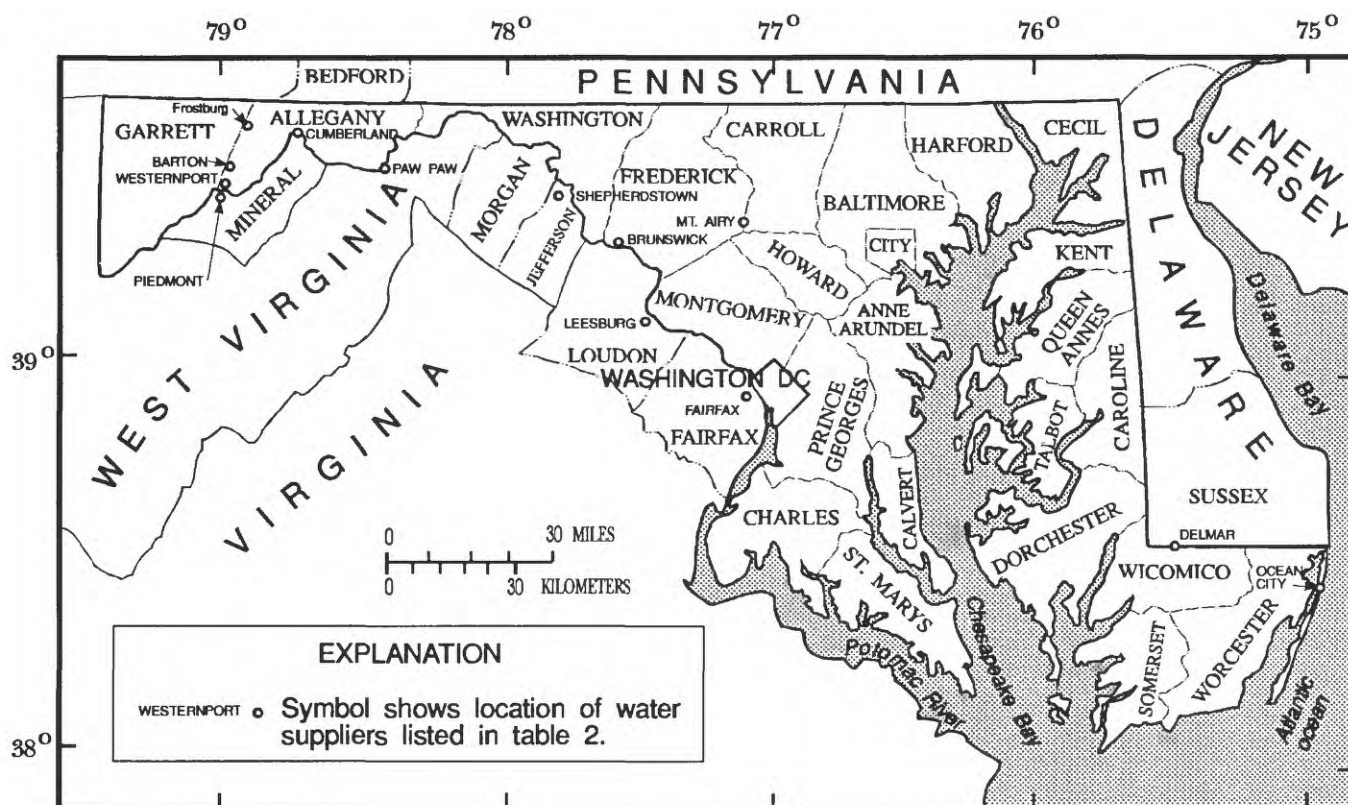 79°
78°
77°
76°
75°
BEDFORD
PENNSYLVANIA
Frostburg
ALLEGANY
CUMBERLAND
GARRETT
WASHINGTON
CARROLL
HARFORD
CECIL
DELAWARE
NEW
JERSEY
BARTON
WESTERNPORT
MINERAL
PAW PAW
MORGAN
SHEPHERDSTOWN
FREDERICK
BALTIMORE
MT. AIRY
JEFFERSON
BRUNSWICK
CITY
KENT
PIEDMONT
HOWARD
MONTGOMERY
ANNE
ARUNDEL
QUEEN
ANNES
Delaware Bay
WEST VIRGINIA
LEESBURG
LOUDON
39°
WASHINGTON DC
FAIRFAX
FAIRFAX
PRINCE
GEORGES
TALBOT
CAROLINE
VIRGINIA
CALVERT
SUSSEX
CHARLES
DORCHESTER
DELMAR
0 30 MILES
0 30
KILOMETERS
ST. MARYS
WICOMICO
OCEAN
CITY
Chesapeake Bay
Potomac River
SOMERSET
WORCESTER
Atlantic
ocean
38°
EXPLANATION
WESTERNPORT Symbol shows location of water
suppliers listed in table 2.